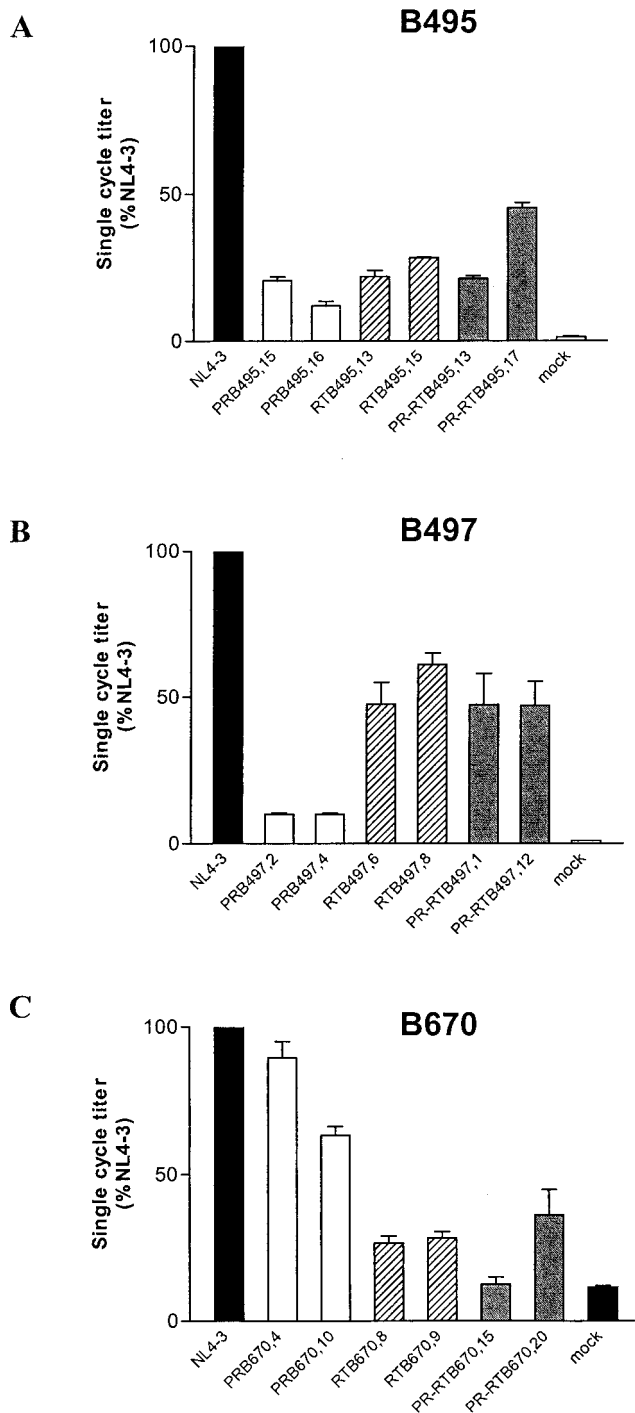 A
B495
Single cycle titer
(%NL4-3)
100
50
0
NL4-3
PRB495,15
PRB495,16
RTB495,13
RTB495,15
PR-RTB495,13
PR-RTB495,17
mock
B
B497
Single cycle titer
(%NL4-3)
100
50
0
NL4-3
PRB497,2
PRB497,4
RTB497,6
RTB497,8
PR-RTB497,1
PR-RTB497,12
mock
C
B670
Single cycle titer
(%NL4-3)
100
50
0
NL4-3
PRB670,4
PRB670,10
RTB670,8
RTB670,9
PR-RTB670,15
PR-RTB670,20
mock